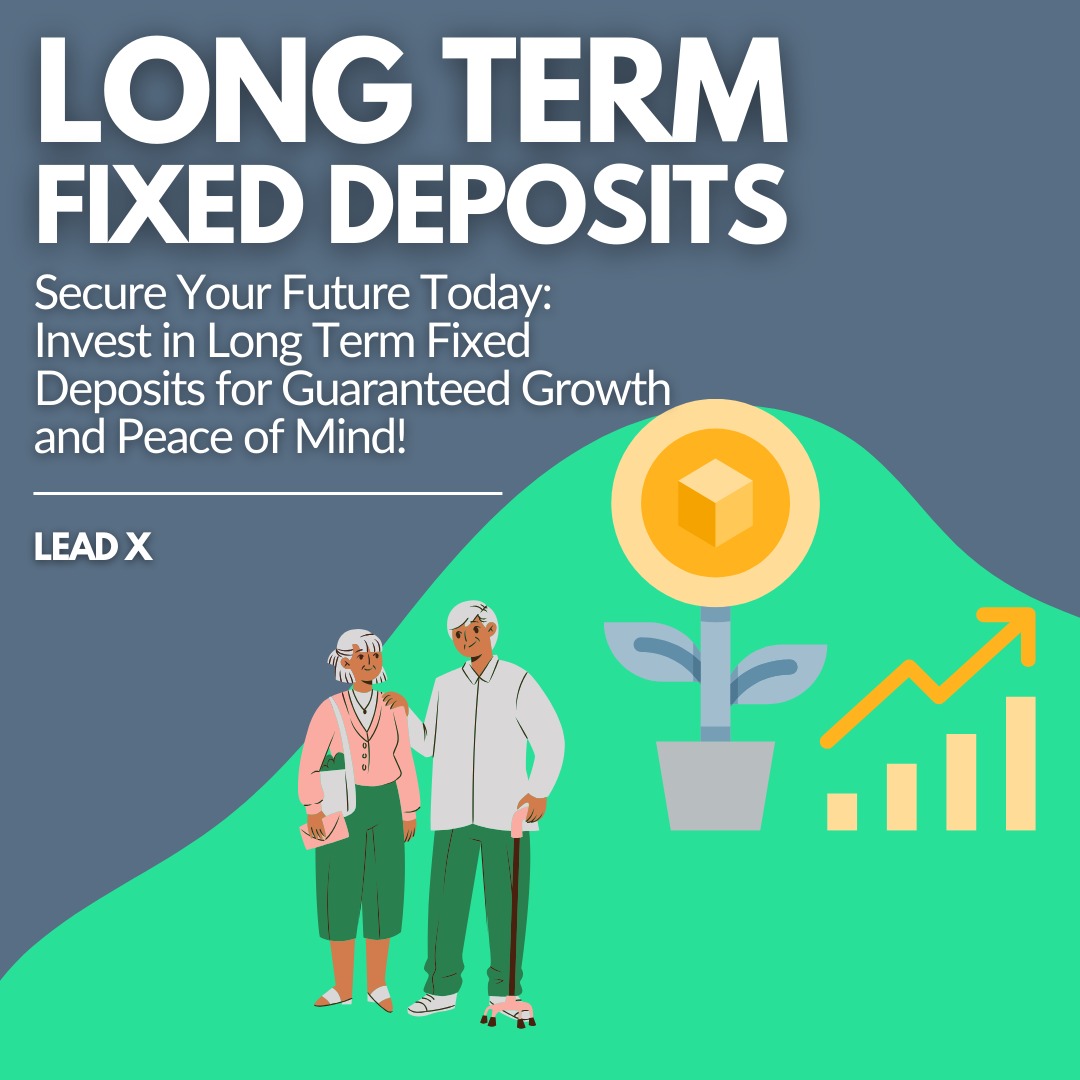 LONG TERM
FIXED DEPOSITS
Secure Your Future Today:
Invest in Long Term Fixed
Deposits for Guaranteed Growth
and Peace of Mind!
LEAD X